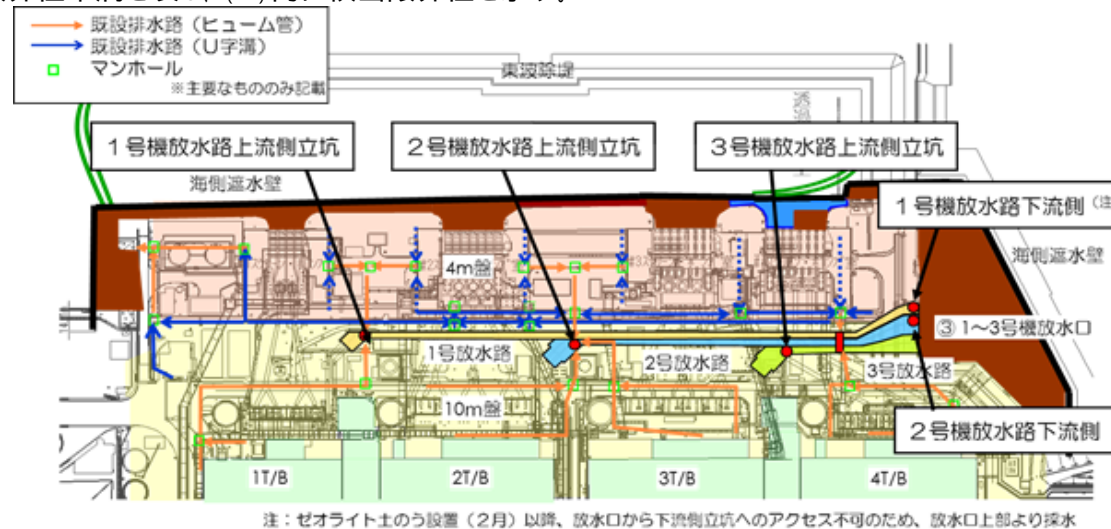 既設排水路（ヒューム管）
既設排水路（Ｕ字溝）
マンホール
※主要なもののみ記載
東波除堤
１号機放水路上流側立坑
２号機放水路上流側立坑
３号機放水路上流側立坑
海側遮水壁
１号機放水路下流側（注
海側遮水壁
4m盤
③１～３号機放水口
1号放水路
2号放水路
3号放水路
10m盤
２号機放水路下流側
1T/B
2T/B
3T/B
4T/B
注：ゼオライト土のう設置（２月）以降、放水口から下流側立坑へのアクセス不可のため、放水口上部より採水